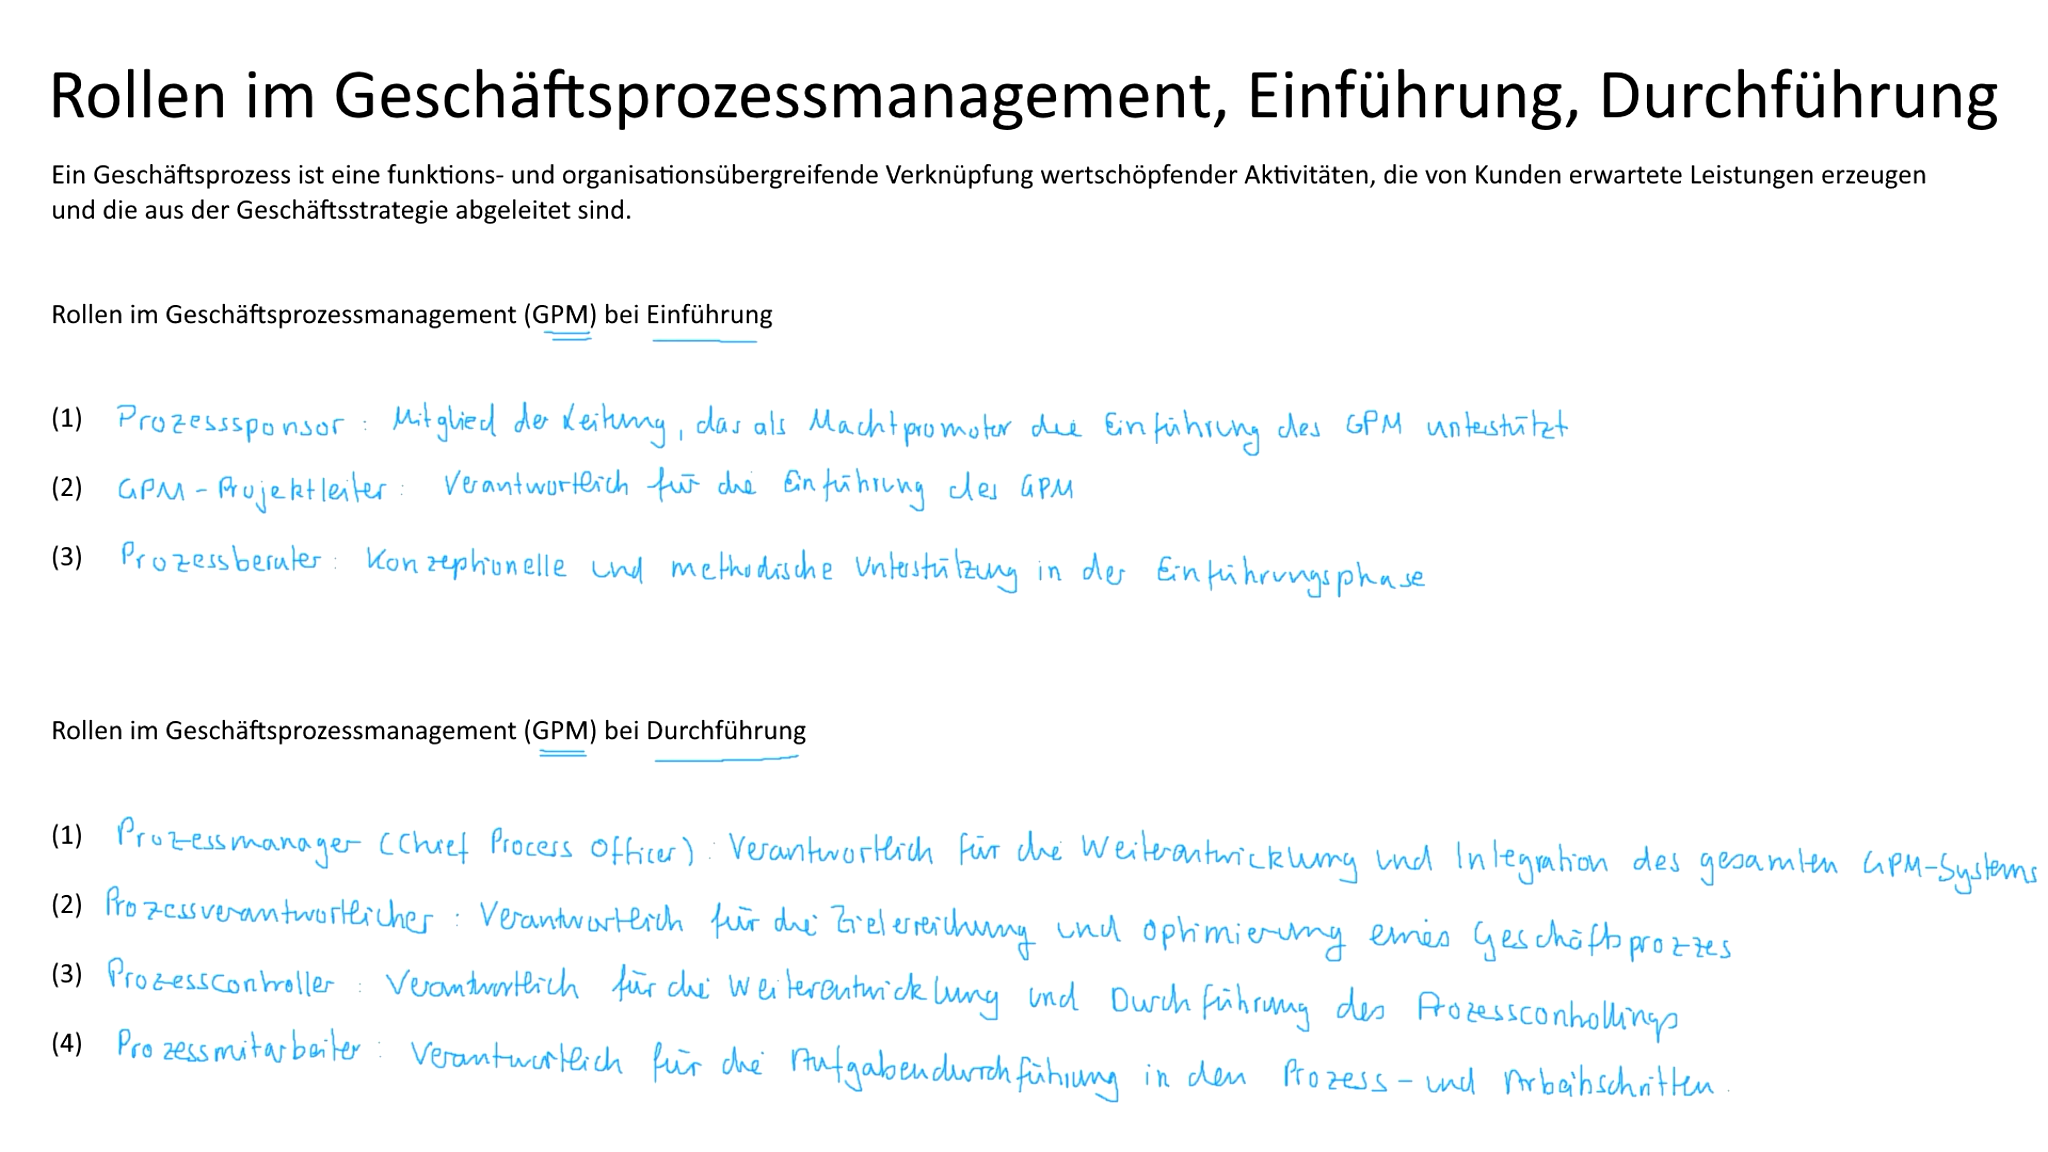 Rollen im Geschäftsprozessmanagement, Einführung, Durchführung
Ein Geschäftsprozess ist eine funktions- und organisationsübergreifende Verknüpfung wertschöpfender Aktivitäten, die von Kunden erwartete Leistungen erzeugen
und die aus der Geschäftsstrategie abgeleitet sind.
Rollen im Geschäftsprozessmanagement (GPM) bei Einführung
(1) Prozesssponsor : Mitglied der Leitung, das als Machtpromotor die Einführung des GPM unterstützt
(2) GPM-Projektleiter : Verantwortlich für die Einführung des GPM
(3) Prozessberater : Konzeptionelle und methodische Unterstützung in der Einführungsphase
Rollen im Geschäftsprozessmanagement (GPM) bei Durchführung
(1) Prozessmanager (Chief Process Officer) : Verantwortlich für die Weiterentwicklung und Integration des gesamten GPM-Systems
(2) Prozessverantwortlicher : Verantwortlich für die Zielerreichung und Optimierung eines Geschäftsprozzes
(3) Prozesscontroller : Verantwortlich für die Weiterentwicklung und Durchführung des Prozesscontrollings
(4) Prozessmitarbeiter : Verantwortlich für die Aufgabendurchführung in den Prozess- und Arbeitsschritten.